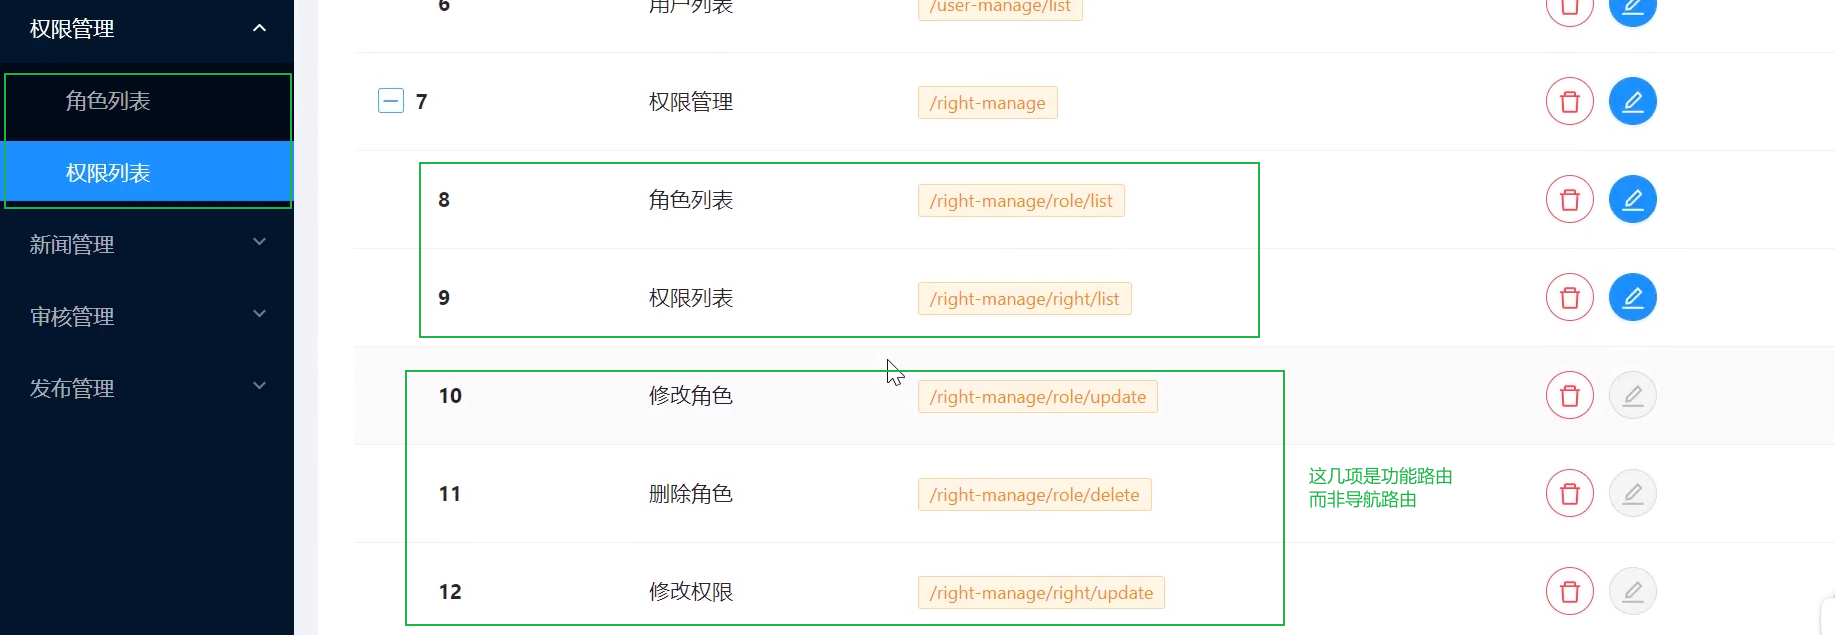 权限管理
角色列表
权限列表
新闻管理
审核管理
发布管理
6 用户列表 /user-manage/list
7 权限管理 /right-manage
8 角色列表 /right-manage/role/list
9 权限列表 /right-manage/right/list
10 修改角色 /right-manage/role/update
11 删除角色 /right-manage/role/delete
这几项是功能路由
而非导航路由
12 修改权限 /right-manage/right/update